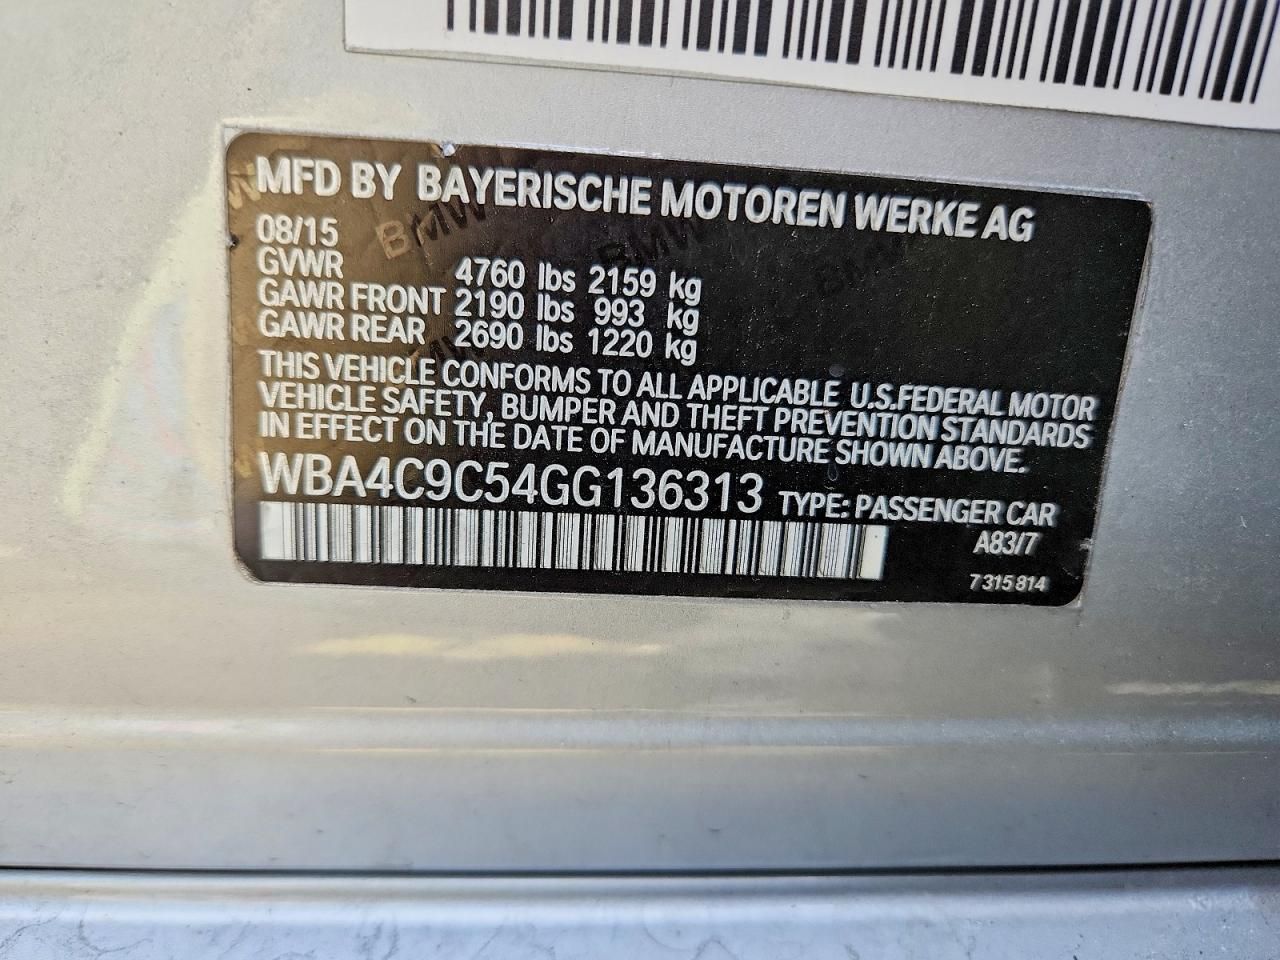 MFD BY BAYERISCHE MOTOREN WERKE AG
08/15
GVWR 4760 lbs 2159 kg
GAWR FRONT 2190 lbs 993 kg
GAWR REAR 2690 lbs 1220 kg
THIS VEHICLE CONFORMS TO ALL APPLICABLE U.S.FEDERAL MOTOR
VEHICLE SAFETY, BUMPER AND THEFT PREVENTION STANDARDS
IN EFFECT ON THE DATE OF MANUFACTURE SHOWN ABOVE.
WBA4C9C54GG136313 TYPE: PASSENGER CAR
A83/7
7 315 814